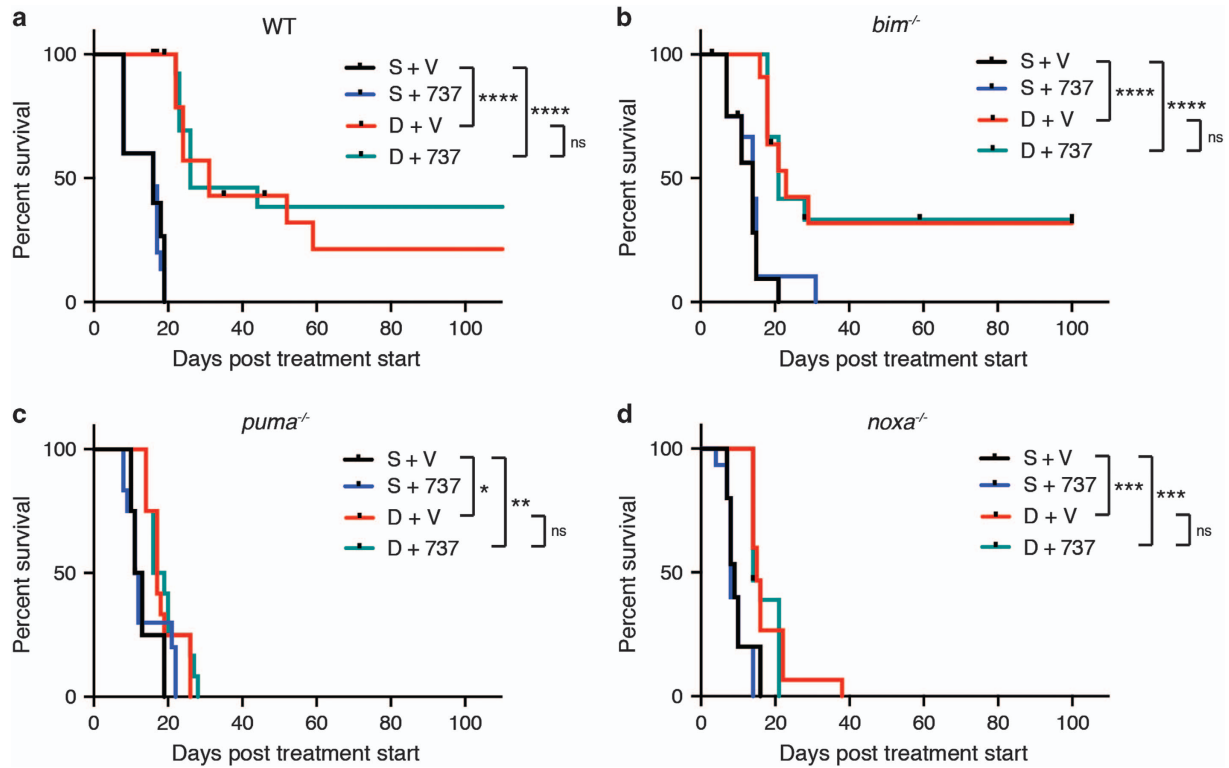 a
WT
Percent survival
100
50
0
0 20 40 60 80 100
Days post treatment start
S + V
S + 737
D + V
D + 737
****
****
ns
b
bim-/-
Percent survival
100
50
0
0 20 40 60 80 100
Days post treatment start
S + V
S + 737
D + V
D + 737
****
****
ns
c
puma-/-
Percent survival
100
50
0
0 20 40 60 80 100
Days post treatment start
S + V
S + 737
D + V
D + 737
*
**
ns
d
noxa-/-
Percent survival
100
50
0
0 20 40 60 80 100
Days post treatment start
S + V
S + 737
D + V
D + 737
***
***
ns